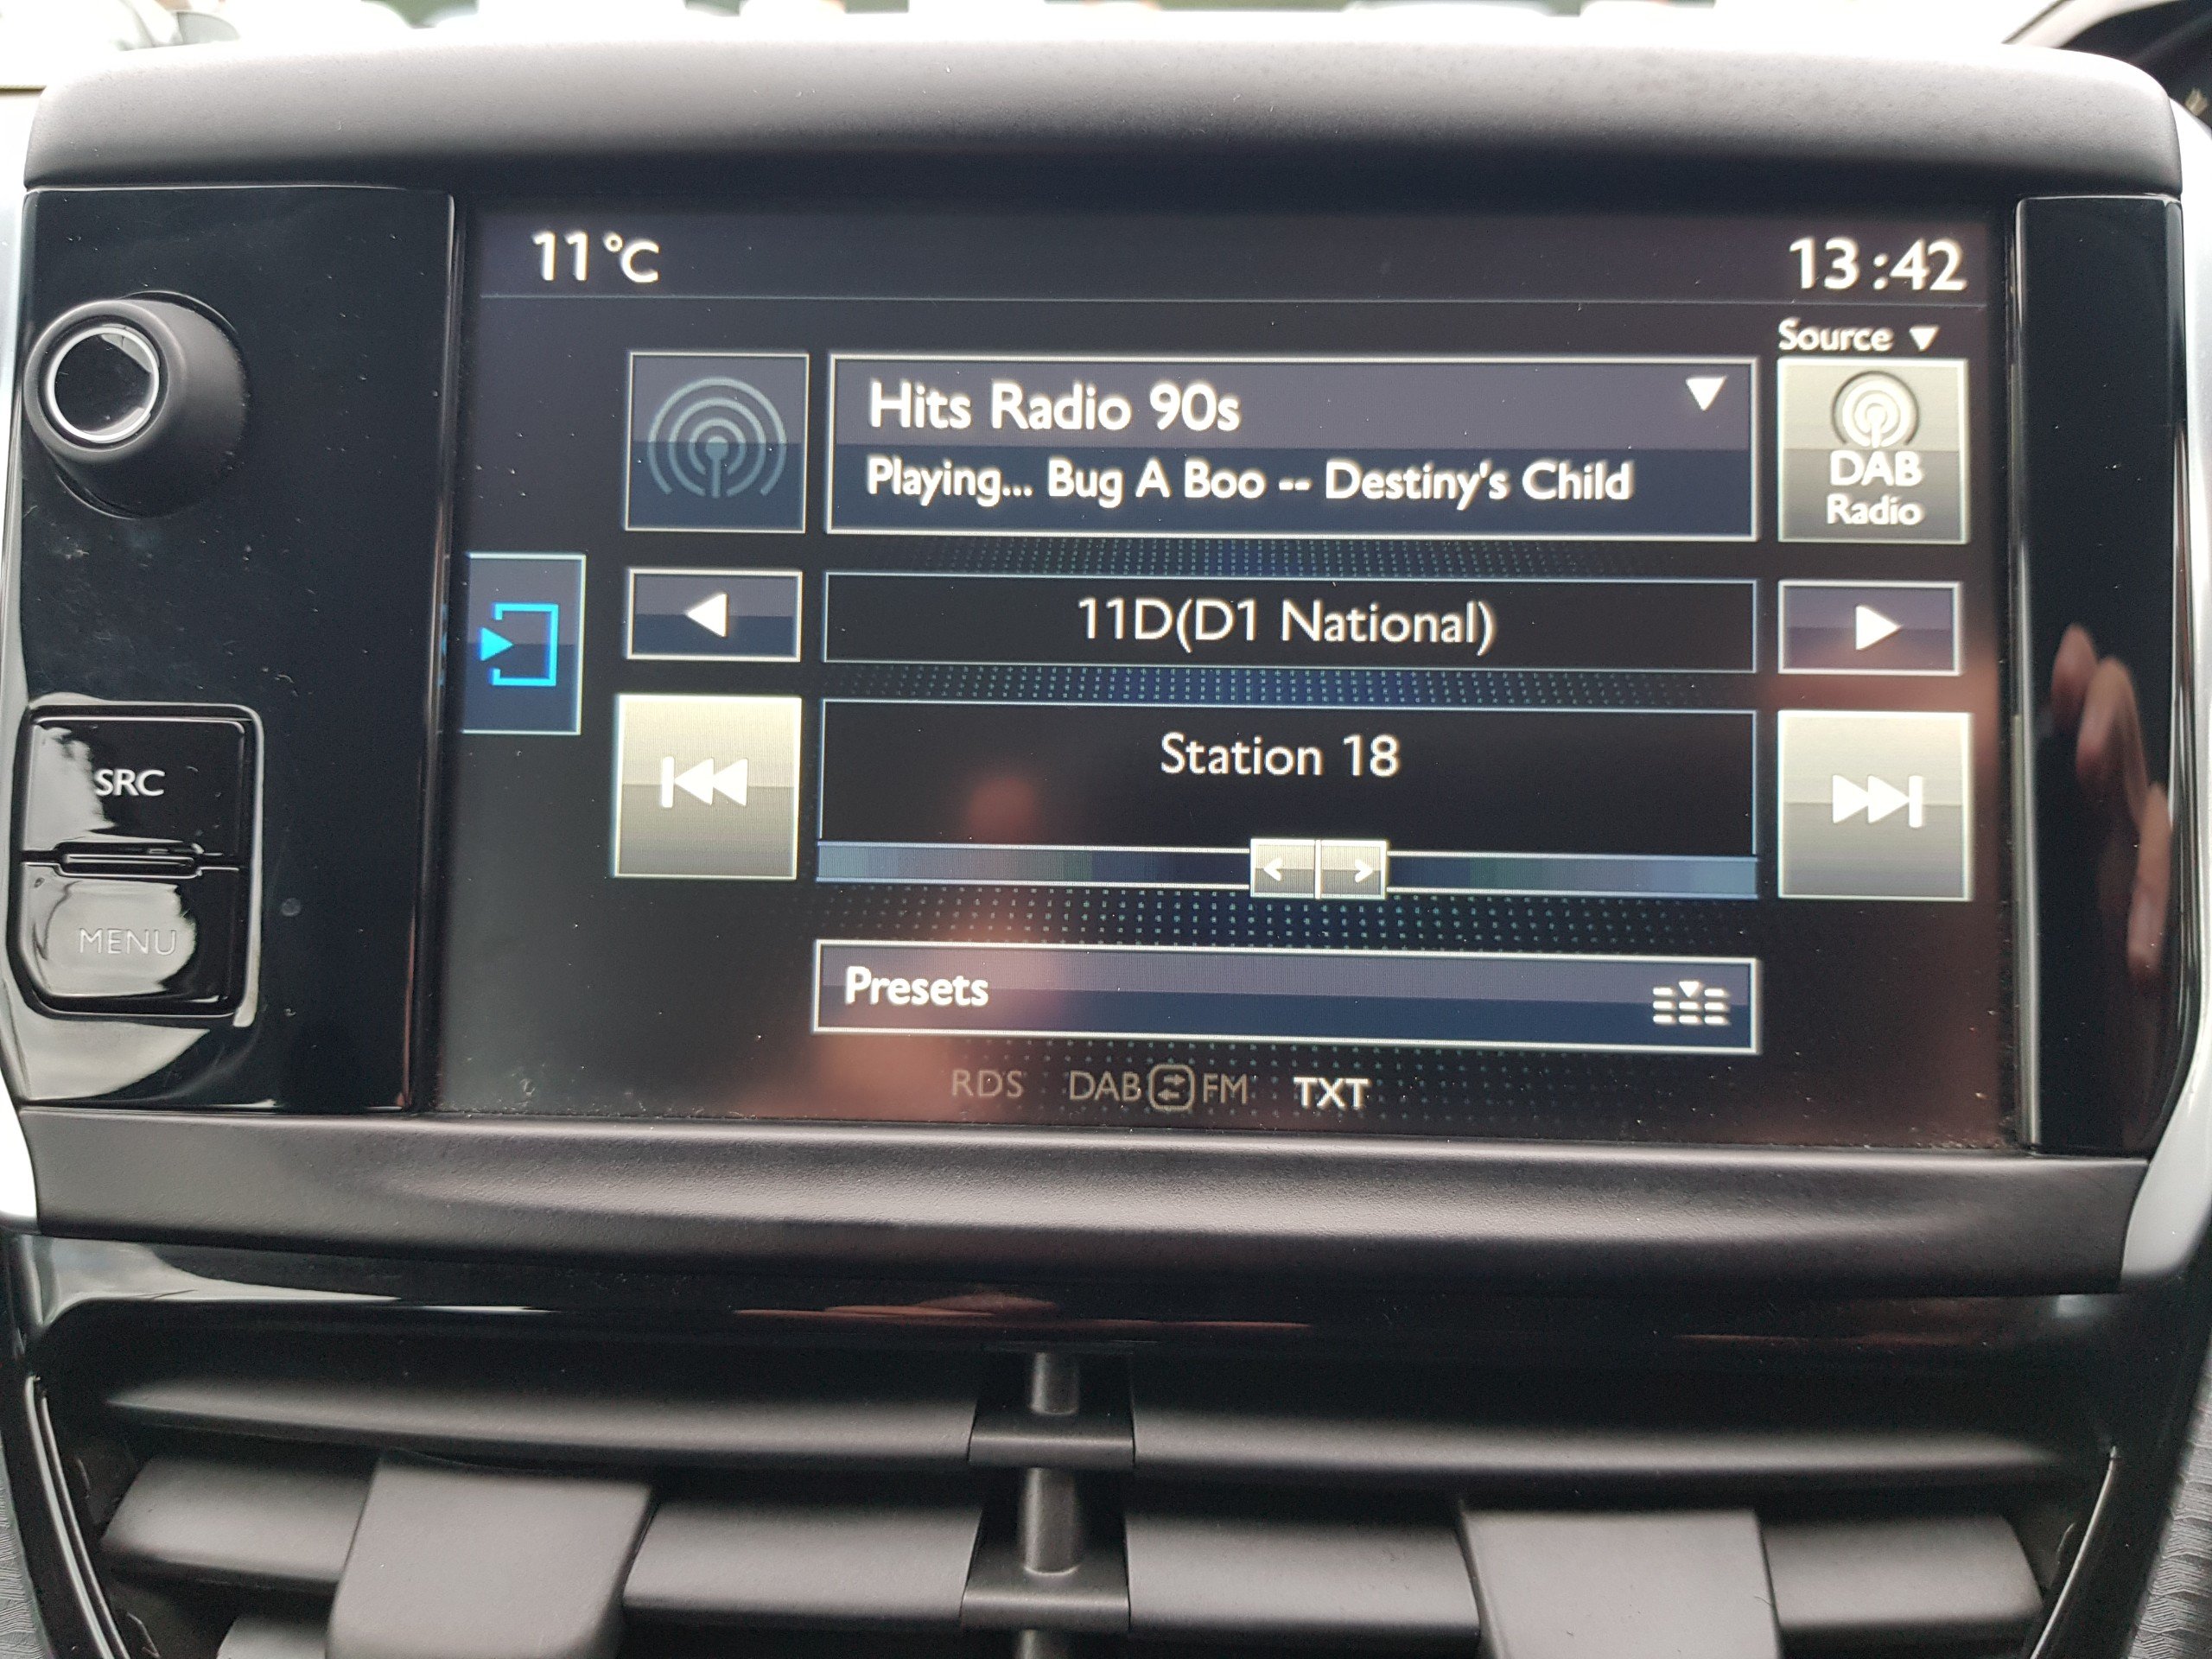 11°C
13:42
Source
Hits Radio 90s
Playing... Bug A Boo -- Destiny's Child
DAB
Radio
11D(D1 National)
SRC
Station 18
MENU
Presets
RDS DAB FM TXT